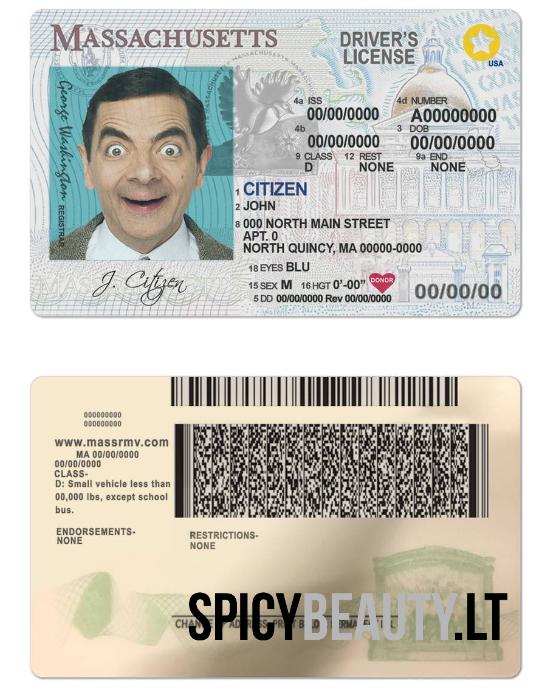 MASSACHUSETTS
DRIVER'S
LICENSE
USA
George Washington
REGISTRAR
4a ISS
00/00/0000
4d NUMBER
A00000000
4b
00/00/0000
3 DOB
00/00/0000
9 CLASS
D
12 REST
NONE
9a END
NONE
1 CITIZEN
2 JOHN
8 000 NORTH MAIN STREET
APT. 0
NORTH QUINCY, MA 00000-0000
18 EYES BLU
15 SEX M 16 HGT 0'-00"
DONOR
5 DD 00/00/0000 Rev 00/00/0000
00/00/00
J. Citizen
000000000
000000000
www.massrmv.com
MA 00/00/0000
00/00/0000
CLASS-
D: Small vehicle less than
00,000 lbs, except school
bus.
ENDORSEMENTS-
NONE
RESTRICTIONS-
NONE
CHANGE ADDRESS. PRINT
SPICYBEAUTY.LT